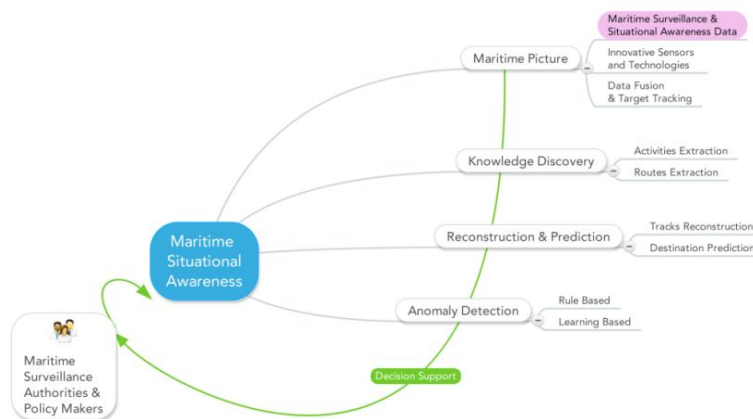 Maritime Surveillance &
Situational Awareness Data
Maritime Picture
Innovative Sensors
and Technologies
Data Fusion
& Target Tracking
Knowledge Discovery
Activities Extraction
Routes Extraction
Maritime
Situational
Awareness
Reconstruction & Prediction
Tracks Reconstruction
Destination Prediction
Anomaly Detection
Rule Based
Learning Based
Maritime
Surveillance
Authorities &
Policy Makers
Decision Support